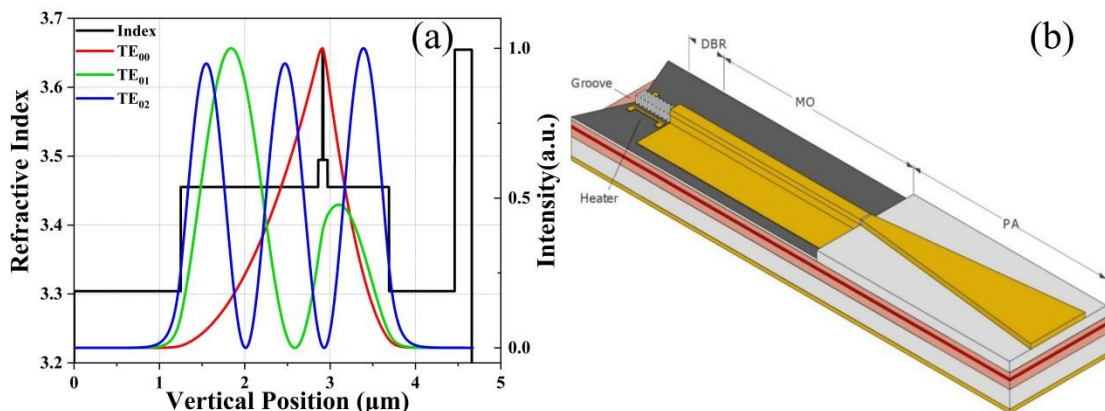 (a)
3.7
3.6
3.5
3.4
3.3
3.2
Refractive Index
Index
TE00
TE01
TE02
1.0
0.5
0.0
Intensity(a.u.)
0
1
2
3
4
5
Vertical Position (μm)
(b)
DBR
MO
PA
Groove
Heater